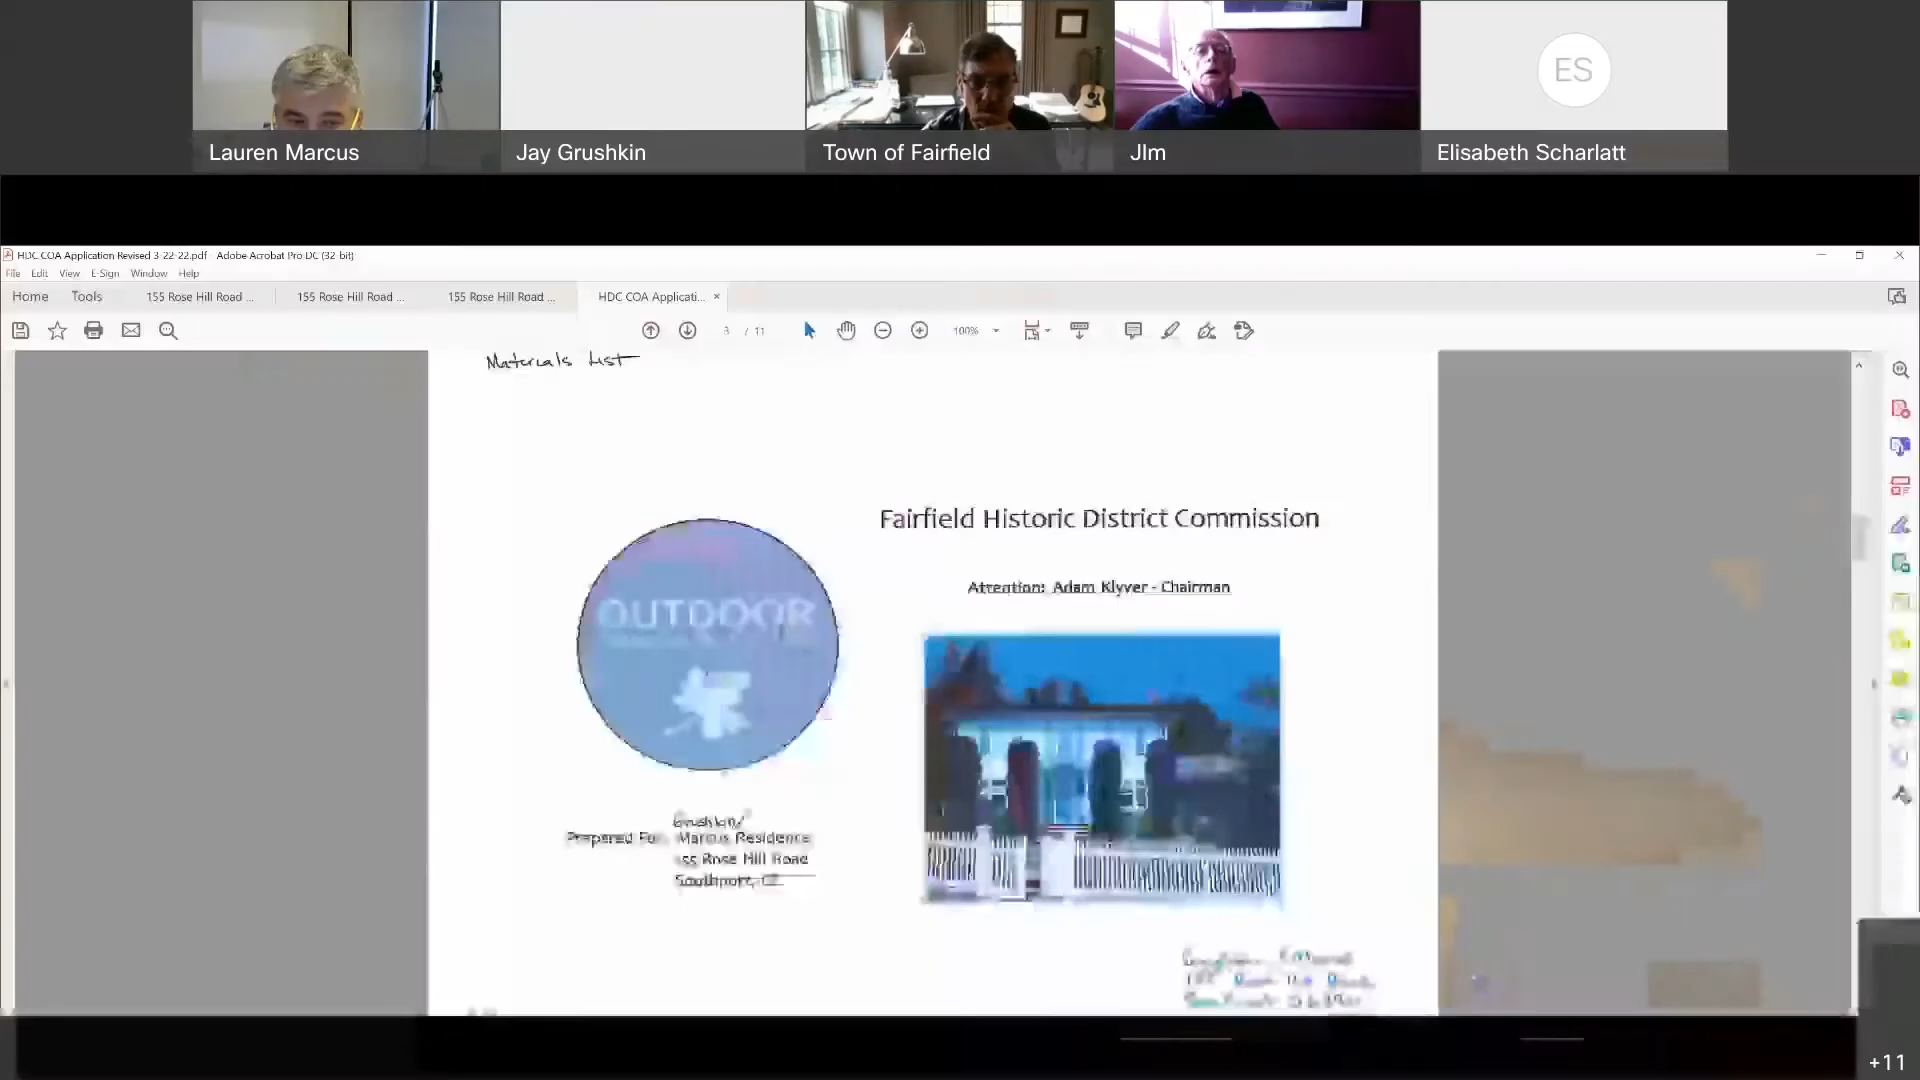 Lauren Marcus
Jay Grushkin
Town of Fairfield
JIm
ES
Elisabeth Scharlatt
HDC COA Application Revised 3-22-22.pdf - Adobe Acrobat Pro DC (32-bit)
File Edit View E-Sign Window Help
Home Tools 155 Rose Hill Road ... 155 Rose Hill Road ... 155 Rose Hill Road ... HDC COA Applicati... ×
3 / 11 100%
Materials List
Fairfield Historic District Commission
Attention: Adam Klyver - Chairman
OUTDOOR
Grushkin/
Prepared For: Marcus Residence
155 Rose Hill Road
Southport, CT
+11